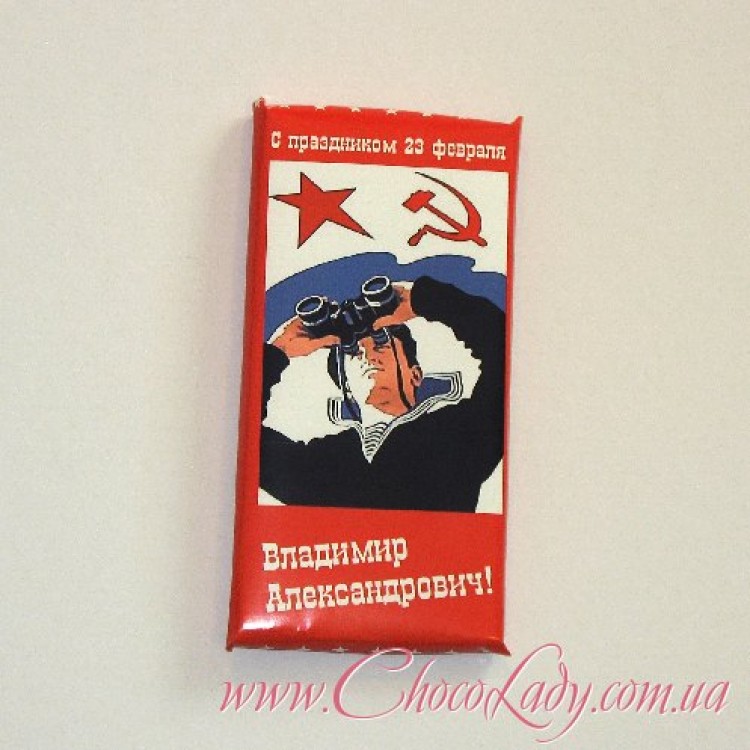 С праздником 23 февраля
Владимир
Александрович!
www.ChocoLady.com.ua